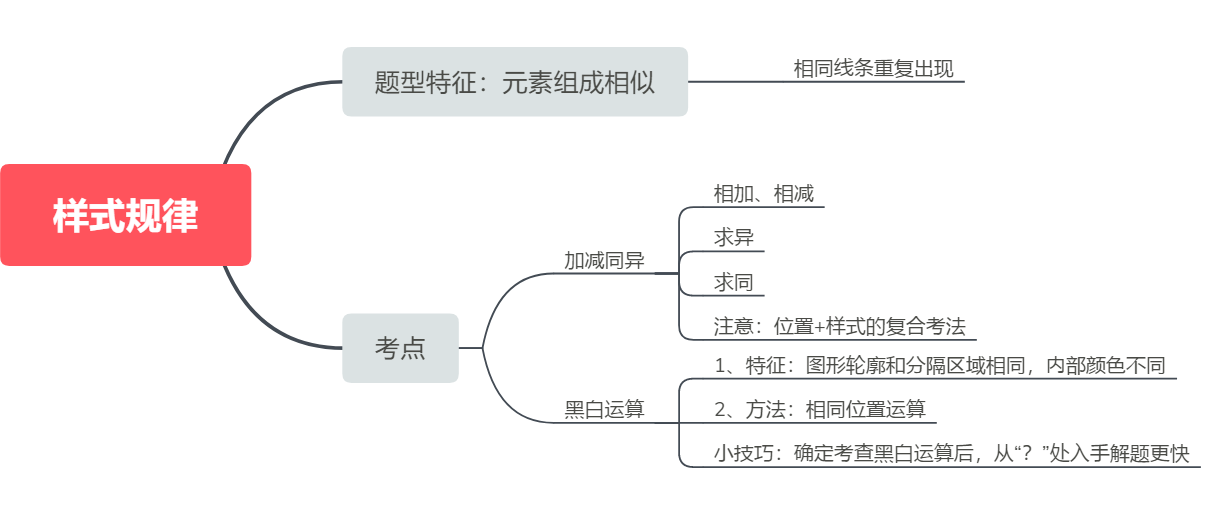 样式规律
题型特征：元素组成相似
相同线条重复出现
考点
加减同异
相加、相减
求异
求同
注意：位置+样式的复合考法
黑白运算
1、特征：图形轮廓和分隔区域相同，内部颜色不同
2、方法：相同位置运算
小技巧：确定考查黑白运算后，从“？”处入手解题更快